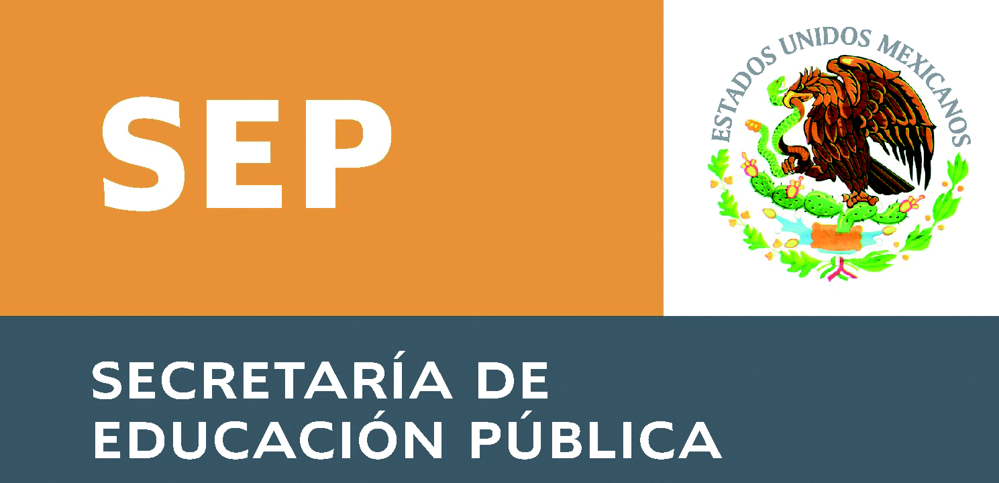 SEP
ESTADOS UNIDOS MEXICANOS
SECRETARÍA DE
EDUCACIÓN PÚBLICA